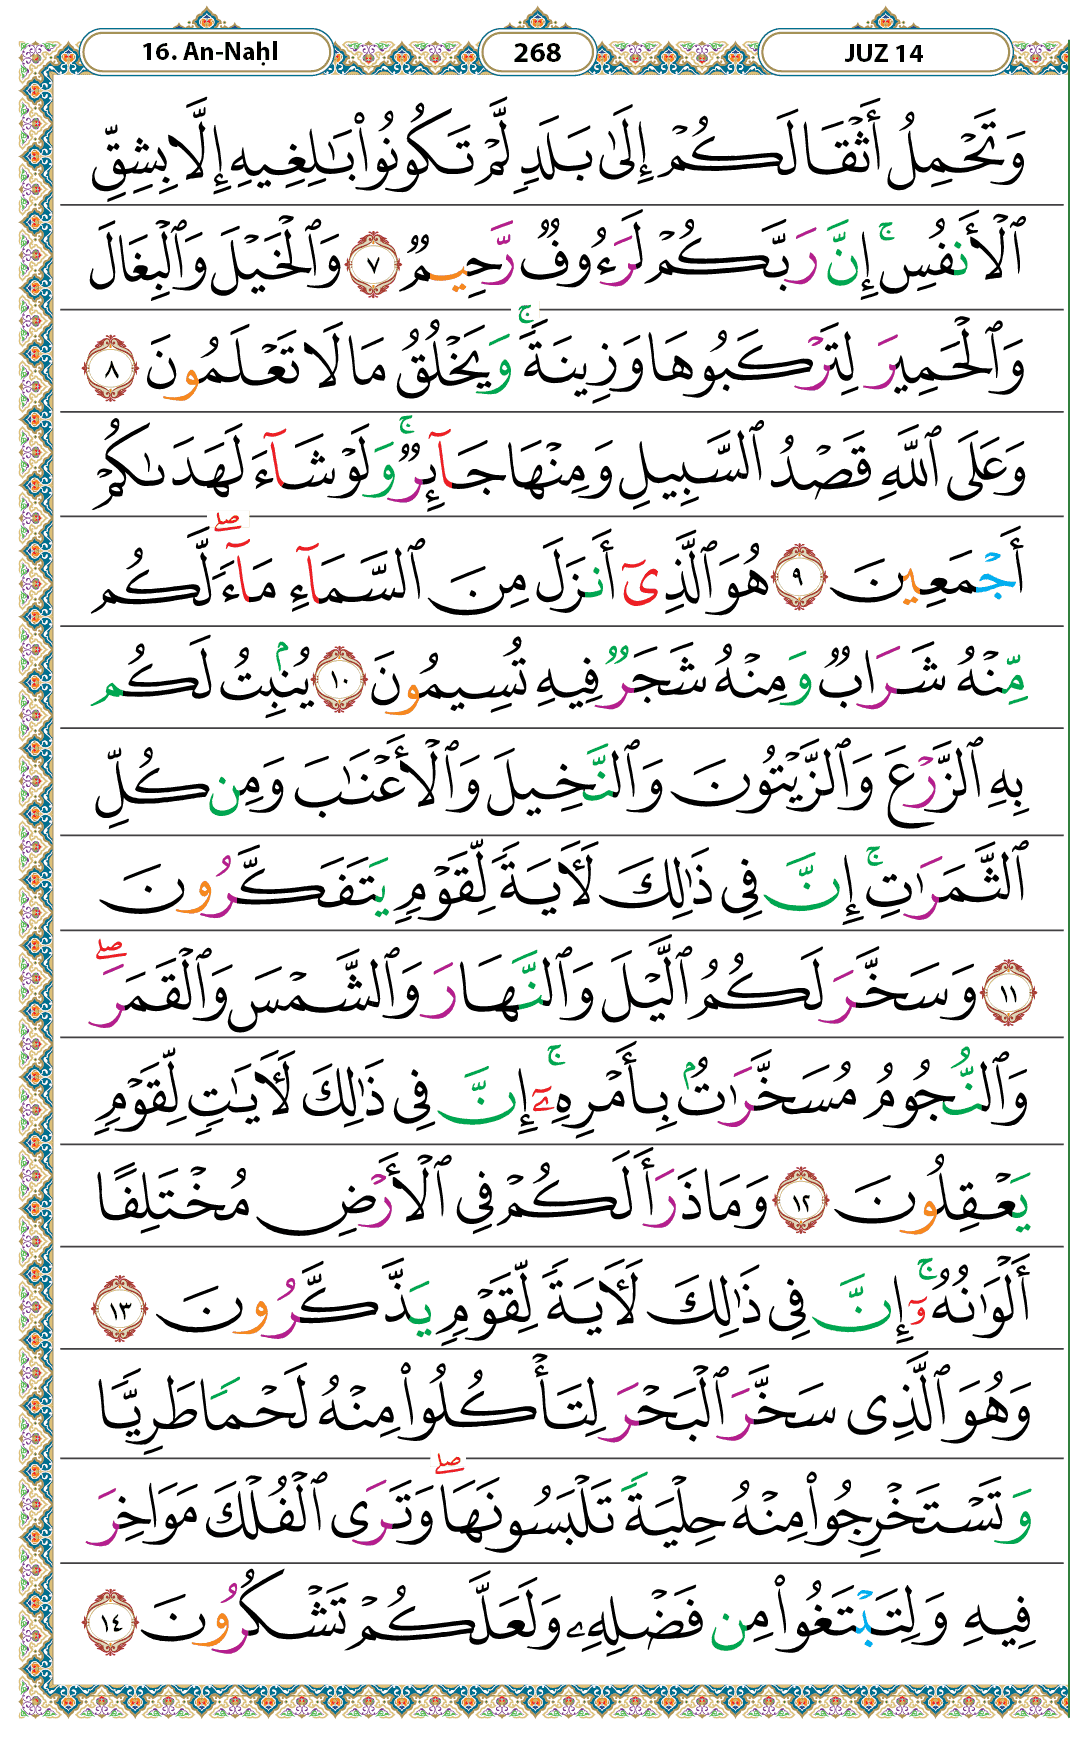 16. An-Naḥl 268 JUZ 14
وَتَحۡمِلُ أَثۡقَالَكُمۡ إِلَىٰ بَلَدٖ لَّمۡ تَكُونُواْ بَٰلِغِيهِ إِلَّا بِشِقِّ
ٱلۡأَنفُسِۚ إِنَّ رَبَّكُمۡ لَرَءُوفٞ رَّحِيمٞ ٧ وَٱلۡخَيۡلَ وَٱلۡبِغَالَ
وَٱلۡحَمِيرَ لِتَرۡكَبُوهَا وَزِينَةٗۚ وَيَخۡلُقُ مَا لَا تَعۡلَمُونَ ٨
وَعَلَى ٱللَّهِ قَصۡدُ ٱلسَّبِيلِ وَمِنۡهَا جَآئِرٞۚ وَلَوۡ شَآءَ لَهَدَىٰكُمۡ
أَجۡمَعِينَ ٩ هُوَ ٱلَّذِيٓ أَنزَلَ مِنَ ٱلسَّمَآءِ مَآءٗۖ لَّكُم
مِّنۡهُ شَرَابٞ وَمِنۡهُ شَجَرٞ فِيهِ تُسِيمُونَ ١٠ يُنۢبِتُ لَكُم
بِهِ ٱلزَّرۡعَ وَٱلزَّيۡتُونَ وَٱلنَّخِيلَ وَٱلۡأَعۡنَٰبَ وَمِن كُلِّ
ٱلثَّمَرَٰتِۚ إِنَّ فِي ذَٰلِكَ لَأٓيَةٗ لِّقَوۡمٖ يَتَفَكَّرُونَ
١١ وَسَخَّرَ لَكُمُ ٱلَّيۡلَ وَٱلنَّهَارَ وَٱلشَّمۡسَ وَٱلۡقَمَرَۖ
وَٱلنُّجُومُ مُسَخَّرَٰتُۢ بِأَمۡرِهِۦٓۚ إِنَّ فِي ذَٰلِكَ لَأٓيَٰتٖ لِّقَوۡمٖ
يَعۡقِلُونَ ١٢ وَمَا ذَرَأَ لَكُمۡ فِي ٱلۡأَرۡضِ مُخۡتَلِفًا
أَلۡوَٰنُهُۥٓۚ إِنَّ فِي ذَٰلِكَ لَأٓيَةٗ لِّقَوۡمٖ يَذَّكَّرُونَ ١٣
وَهُوَ ٱلَّذِي سَخَّرَ ٱلۡبَحۡرَ لِتَأۡكُلُواْ مِنۡهُ لَحۡمٗا طَرِيّٗا
وَتَسۡتَخۡرِجُواْ مِنۡهُ حِلۡيَةٗ تَلۡبَسُونَهَاۖ وَتَرَى ٱلۡفُلۡكَ مَوَاخِرَ
فِيهِ وَلِتَبۡتَغُواْ مِن فَضۡلِهِۦ وَلَعَلَّكُمۡ تَشۡكُرُونَ ١٤